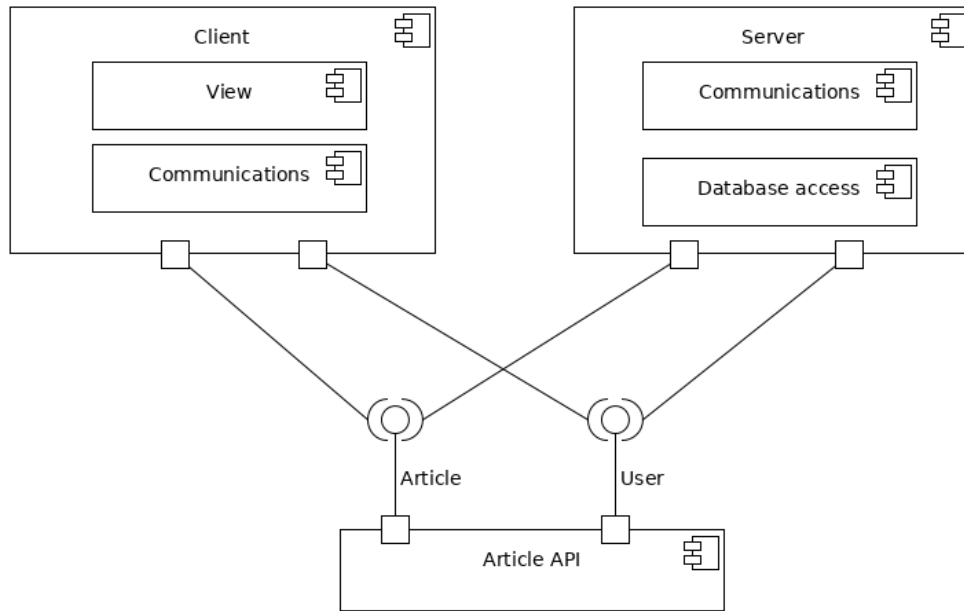 Client
View
Communications
Server
Communications
Database access
Article
User
Article API